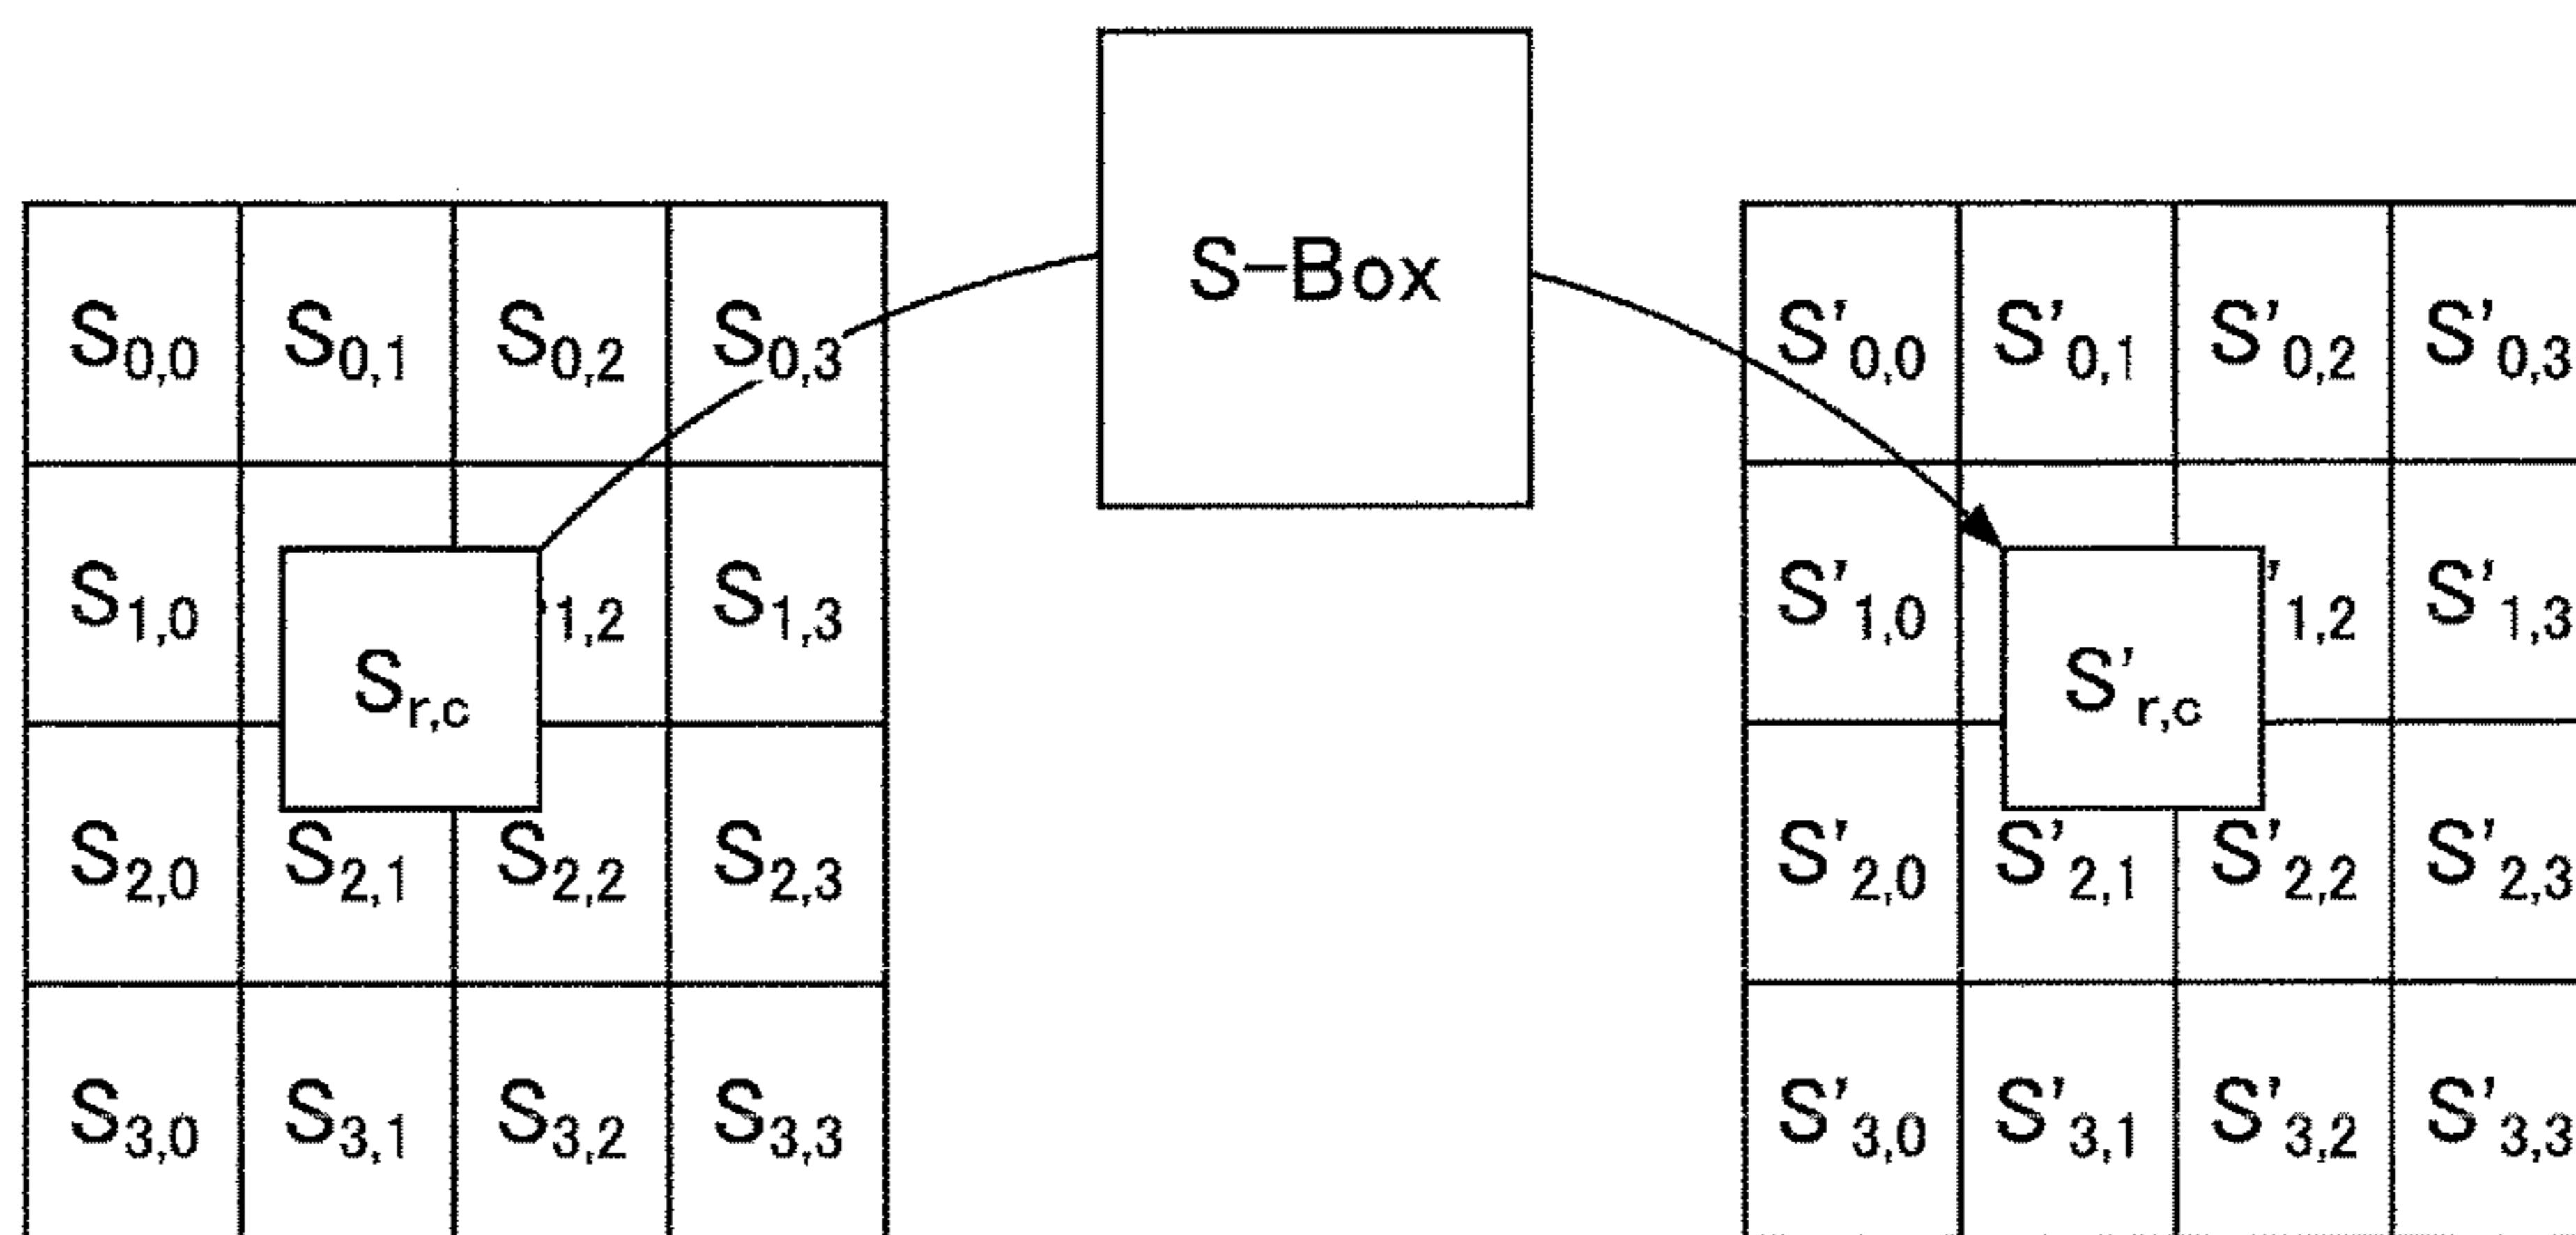 S-Box
S0,0 S0,1 S0,2 S0,3 S'0,0 S'0,1 S'0,2 S'0,3
S1,0 1,2 S1,3 S'1,0 '1,2 S'1,3
Sr,c S'r,c
S2,0 S2,1 S2,2 S2,3 S'2,0 S'2,1 S'2,2 S'2,3
S3,0 S3,1 S3,2 S3,3 S'3,0 S'3,1 S'3,2 S'3,3